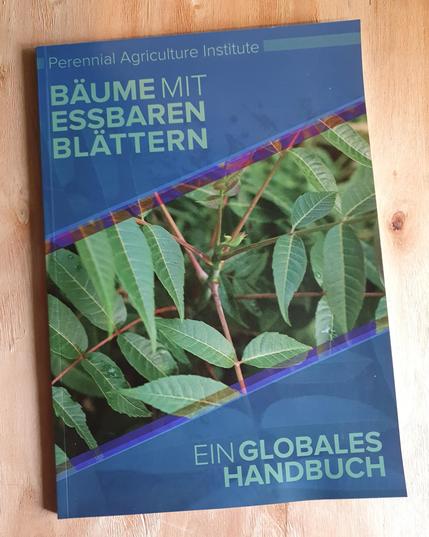 Perennial Agriculture Institute
BÄUME MIT
ESSBAREN
BLÄTTERN
EIN GLOBALES
HANDBUCH